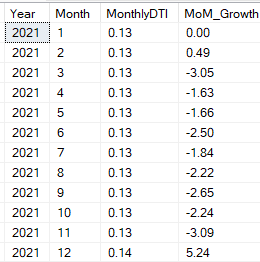 Year Month MonthlyDTI MoM_Growth
2021 1 0.13 0.00
2021 2 0.13 0.49
2021 3 0.13 -3.05
2021 4 0.13 -1.63
2021 5 0.13 -1.66
2021 6 0.13 -2.50
2021 7 0.13 -1.84
2021 8 0.13 -2.22
2021 9 0.13 -2.65
2021 10 0.13 -2.24
2021 11 0.13 -3.09
2021 12 0.14 5.24